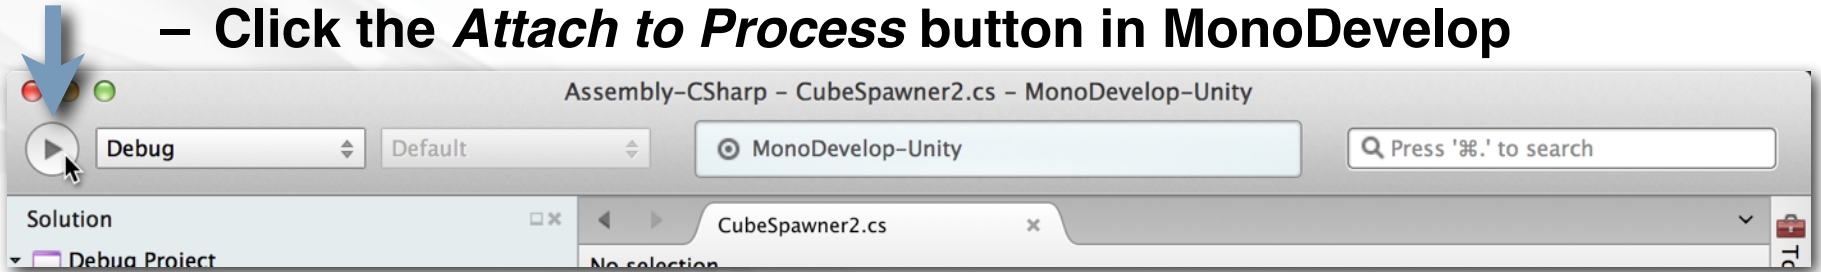 – Click the Attach to Process button in MonoDevelop
Assembly-CSharp – CubeSpawner2.cs – MonoDevelop-Unity
Debug
Default
MonoDevelop-Unity
Press '⌘.' to search
Solution
CubeSpawner2.cs
Debug Project
No selection
To